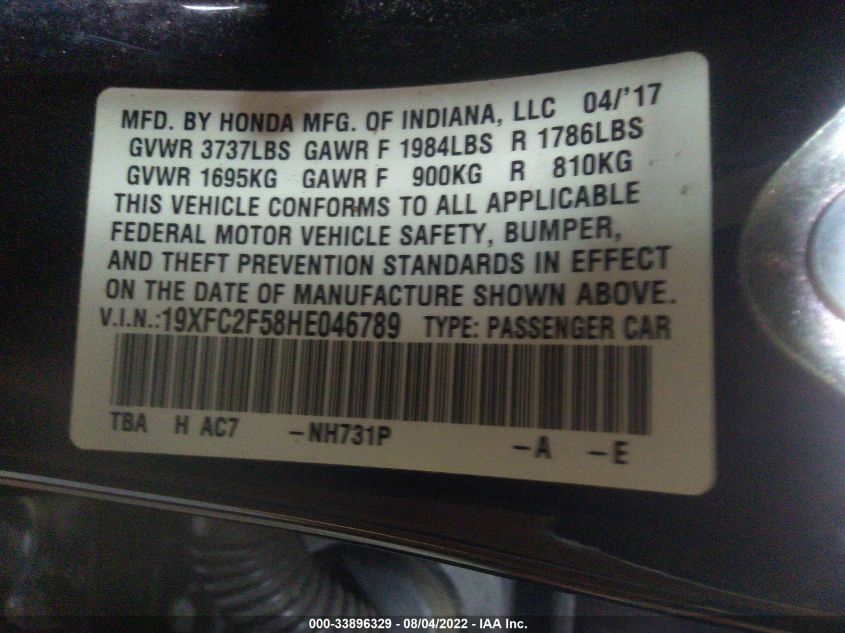 MFD. BY HONDA MFG. OF INDIANA, LLC 04/'17
GVWR 3737LBS GAWR F 1984LBS R 1786LBS
GVWR 1695KG GAWR F 900KG R 810KG
THIS VEHICLE CONFORMS TO ALL APPLICABLE
FEDERAL MOTOR VEHICLE SAFETY, BUMPER,
AND THEFT PREVENTION STANDARDS IN EFFECT
ON THE DATE OF MANUFACTURE SHOWN ABOVE.
V.I.N.:19XFC2F58HE046789 TYPE: PASSENGER CAR
TBA H AC7 -NH731P -A -E
000-33896329 - 08/04/2022 - IAA Inc.